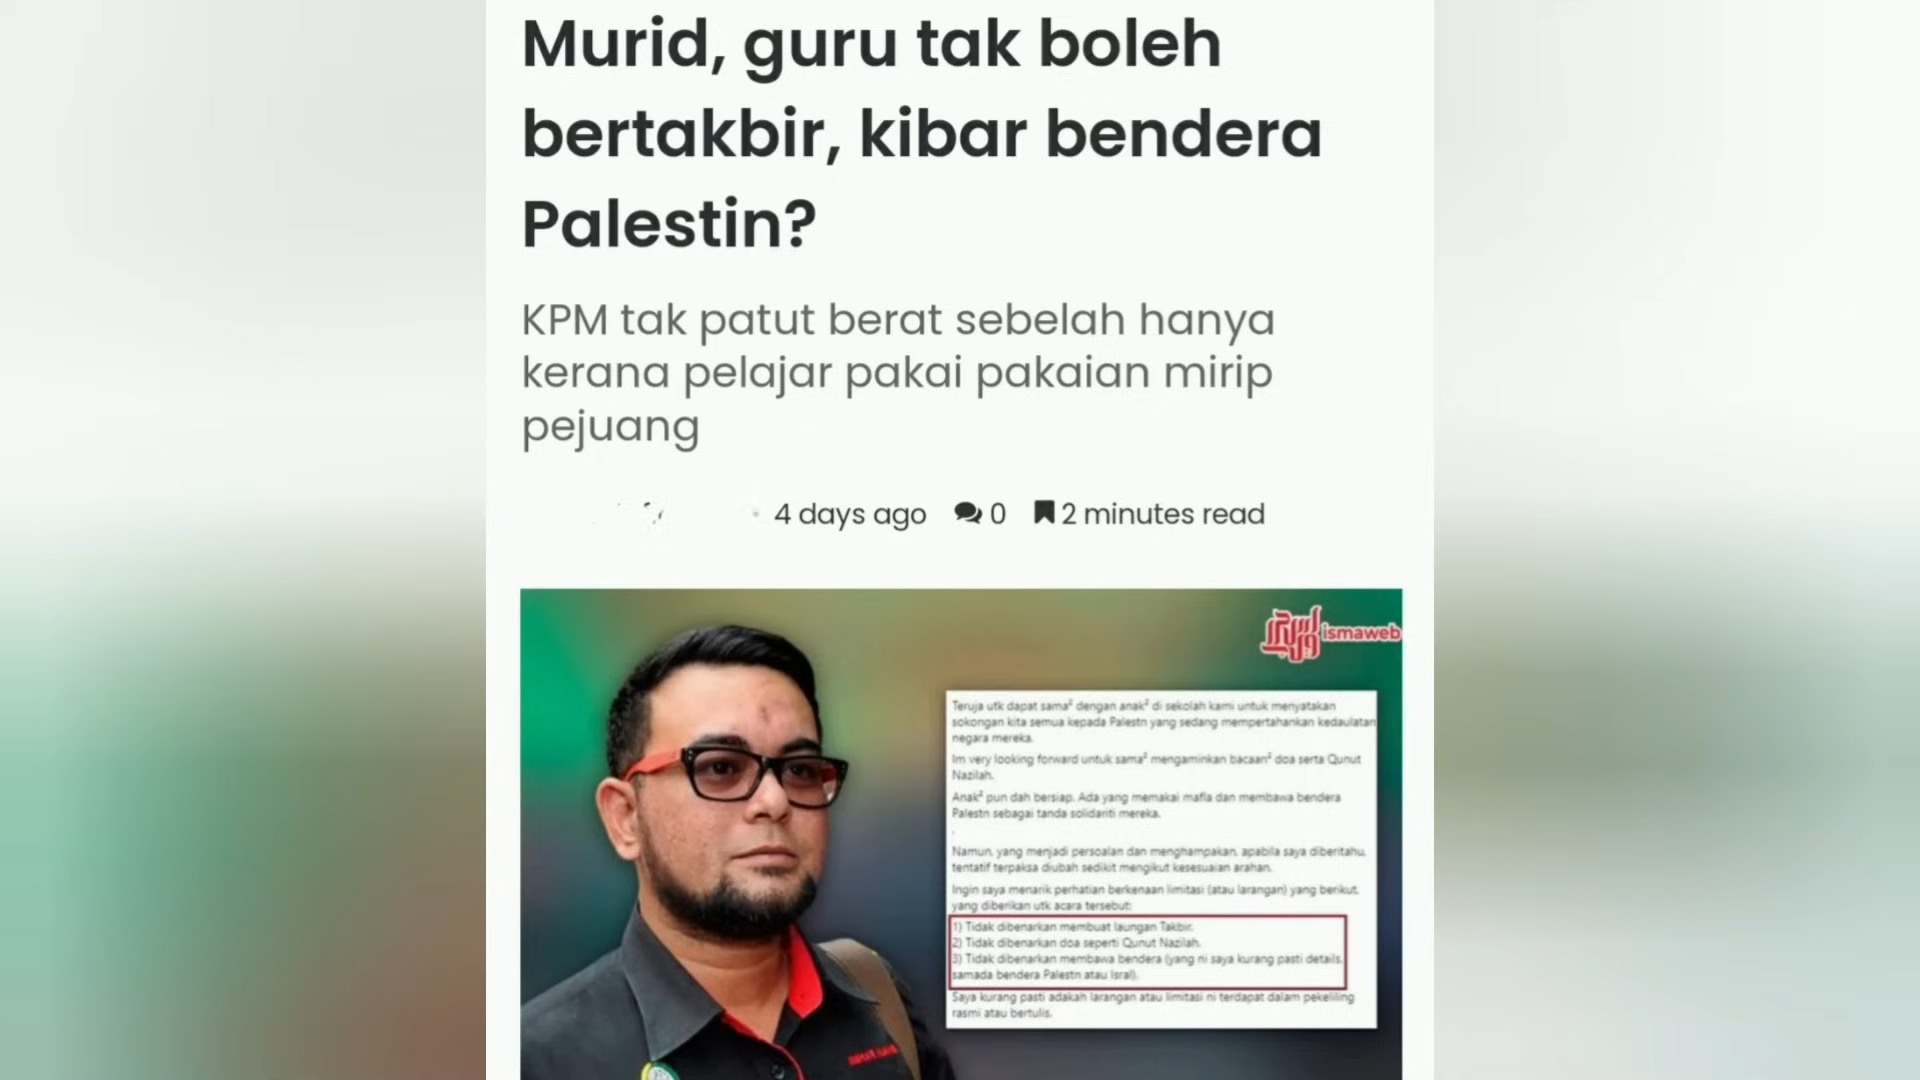 Murid, guru tak boleh
bertakbir, kibar bendera
Palestin?
KPM tak patut berat sebelah hanya
kerana pelajar pakai pakaian mirip
pejuang
4 days ago 0 2 minutes read
ismaweb
Teruja utk dapat sama² dengan anak² di sekolah kami untuk menyatakan
sokongan kita semua kepada Palestn yang sedang mempertahankan kedaulatan
negara mereka.
Im very looking forward untuk sama² mengaminkan bacaan² doa serta Qunut
Nazilah.
Anak² pun dah bersiap. Ada yang memakai mafla dan membawa bendera
Palestn sebagai tanda solidariti mereka.
.
Namun, yang menjadi persoalan dan menghampakan, apabila saya diberitahu,
tentatif terpaksa diubah sedikit mengikut kesesuaian arahan.
Ingin saya menarik perhatian berkenaan limitasi (atau larangan) yang berikut,
yang diberikan utk acara tersebut:
1) Tidak dibenarkan membuat laungan Takbir.
2) Tidak dibenarkan doa seperti Qunut Nazilah.
3) Tidak dibenarkan membawa bendera (yang ni saya kurang pasti details,
samada bendera Palestn atau Isral).
Saya kurang pasti adakah larangan atau limitasi ni terdapat dalam pekeliling
rasmi atau bertulis.